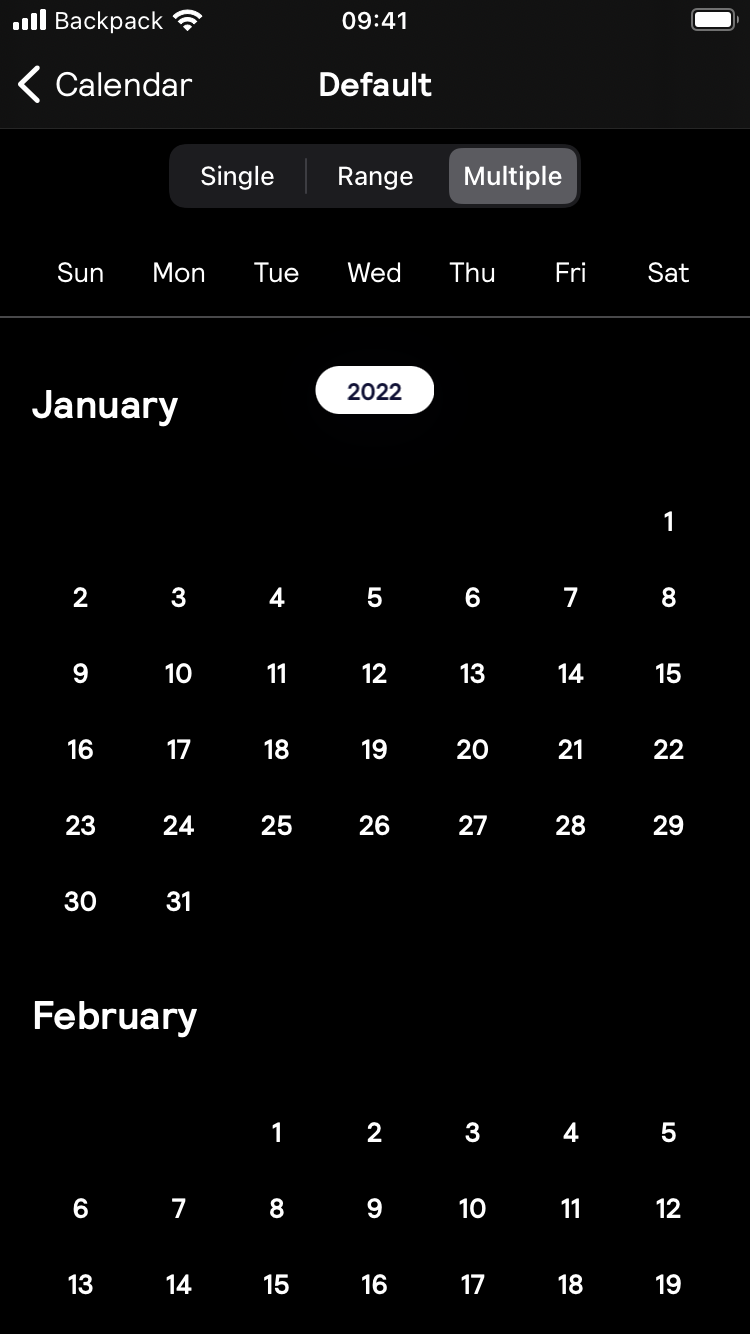 Backpack 09:41
Calendar Default
Single Range Multiple
Sun Mon Tue Wed Thu Fri Sat
2022
January
1
2 3 4 5 6 7 8
9 10 11 12 13 14 15
16 17 18 19 20 21 22
23 24 25 26 27 28 29
30 31
February
1 2 3 4 5
6 7 8 9 10 11 12
13 14 15 16 17 18 19